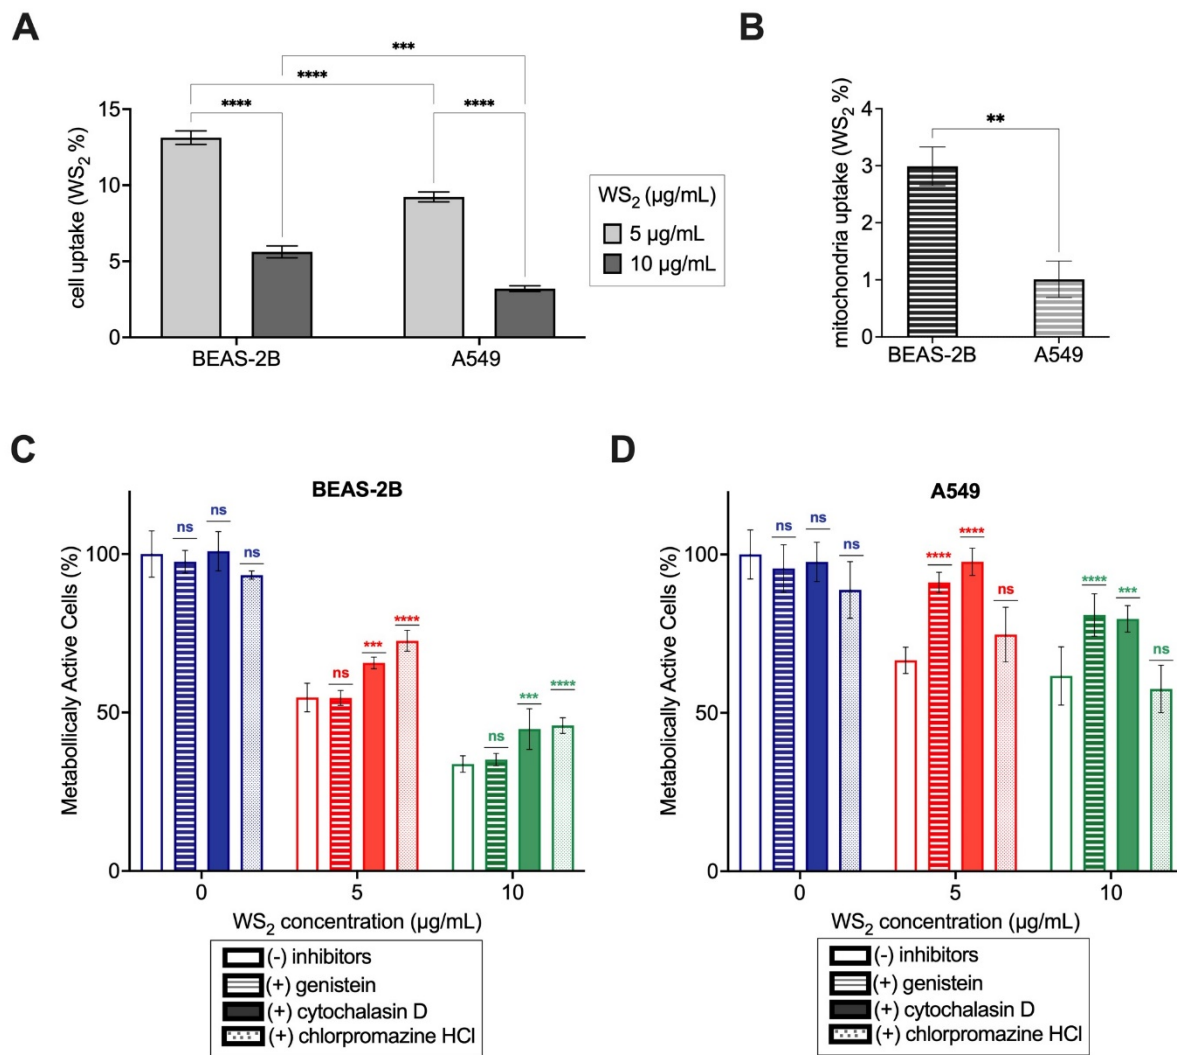 A
***
****
****
****
cell uptake (WS2 %)
15
10
5
0
BEAS-2B
A549
WS2 (µg/mL)
5 µg/mL
10 µg/mL
B
**
mitochondria uptake (WS2 %)
4
3
2
1
0
BEAS-2B
A549
C
BEAS-2B
Metabollicaly Active Cells (%)
100
50
0
ns
ns
ns
ns
***
****
ns
***
****
0
5
10
WS2 concentration (µg/mL)
(-) inhibitors
(+) genistein
(+) cytochalasin D
(+) chlorpromazine HCl
D
A549
Metabolically Active Cells (%)
100
50
0
ns
ns
ns
****
****
ns
****
***
ns
0
5
10
WS2 concentration (µg/mL)
(-) inhibitors
(+) genistein
(+) cytochalasin D
(+) chlorpromazine HCl